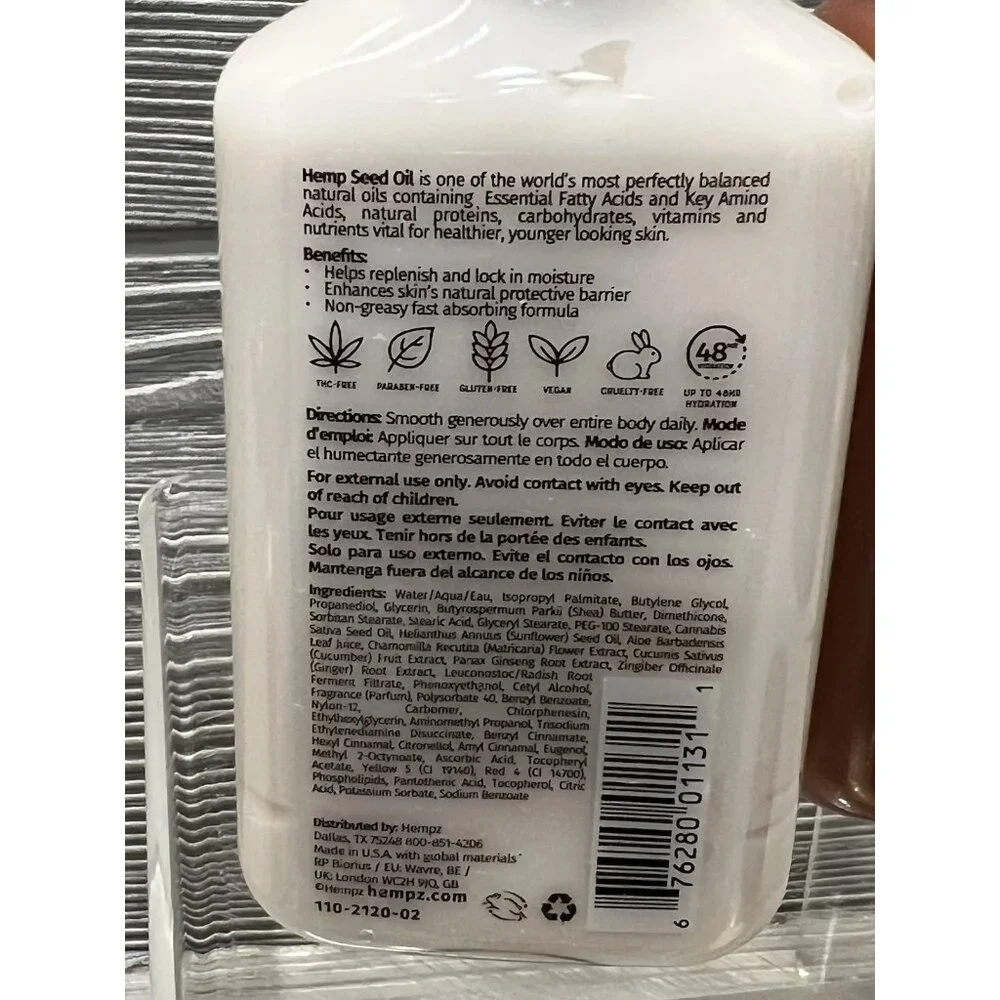 Hemp Seed Oil is one of the world's most perfectly balanced
natural oils containing Essential Fatty Acids and Key Amino
Acids, natural proteins, carbohydrates, vitamins and
nutrients vital for healthier, younger looking skin.
Benefits:
• Helps replenish and lock in moisture
• Enhances skin's natural protective barrier
• Non-greasy fast absorbing formula
THC-FREE PARABEN-FREE GLUTEN-FREE VEGAN CRUELTY-FREE
48
UP TO 48HR
HYDRATION
Directions: Smooth generously over entire body daily. Mode
d'emploi: Appliquer sur tout le corps. Modo de uso: Aplicar
el humectante generosamente en todo el cuerpo.
For external use only. Avoid contact with eyes. Keep out
of reach of children.
Pour usage externe seulement. Eviter le contact avec
les yeux. Tenir hors de la portée des enfants.
Solo para uso externo. Evite el contacto con los ojos.
Mantenga fuera del alcance de los niños.
Ingredients: Water/Aqua/Eau, Isopropyl Palmitate, Butylene Glycol,
Propanediol, Glycerin, Butyrospermum Parkii (Shea) Butter, Dimethicone,
Sorbitan Stearate, Stearic Acid, Glyceryl Stearate, PEG-100 Stearate, Cannabis
Sativa Seed Oil, Helianthus Annuus (Sunflower) Seed Oil, Aloe Barbadensis
Leaf Juice, Chamomilla Recutita (Matricaria) Flower Extract, Cucumis Sativus
(Cucumber) Fruit Extract, Panax Ginseng Root Extract, Zingiber Officinale
(Ginger) Root Extract, Leuconostoc/Radish Root
Ferment Filtrate, Phenoxyethanol, Cetyl Alcohol,
Fragrance (Parfum), Polysorbate 40, Benzyl Benzoate,
Nylon-12, Carbomer, Chlorphenesin,
Ethylhexylglycerin, Aminomethyl Propanol, Trisodium
Ethylenediamine Disuccinate, Benzyl Cinnamate,
Hexyl Cinnamal, Citronellol, Amyl Cinnamal, Eugenol,
Methyl 2-Octynoate, Ascorbic Acid, Tocopheryl
Acetate, Yellow 5 (CI 19140), Red 4 (CI 14700),
Phospholipids, Pantothenic Acid, Tocopherol, Citric
Acid, Potassium Sorbate, Sodium Benzoate
Distributed by: Hempz
Dallas, TX 75248 800-851-4206
Made in U.S.A. with global materials
RP Biorius / EU: Wavre, BE /
UK: London WC2H 9JQ, GB
©Hempz hempz.com
110-2120-02
6 76280 01131 1